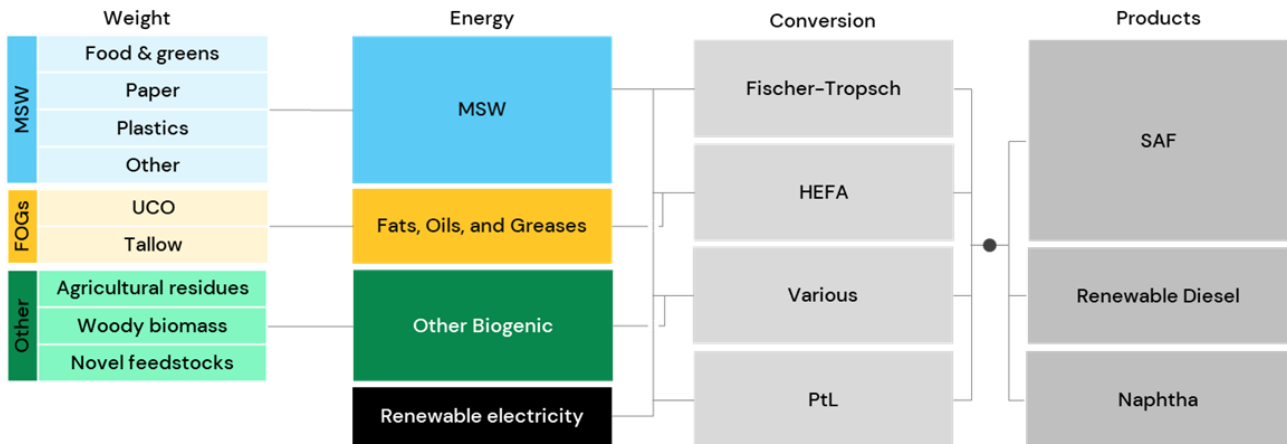 Weight
Energy
Conversion
Products
MSW
Food & greens
Paper
Plastics
Other
FOGs
UCO
Tallow
Other
Agricultural residues
Woody biomass
Novel feedstocks
MSW
Fats, Oils, and Greases
Other Biogenic
Renewable electricity
Fischer-Tropsch
HEFA
Various
PtL
SAF
Renewable Diesel
Naphtha